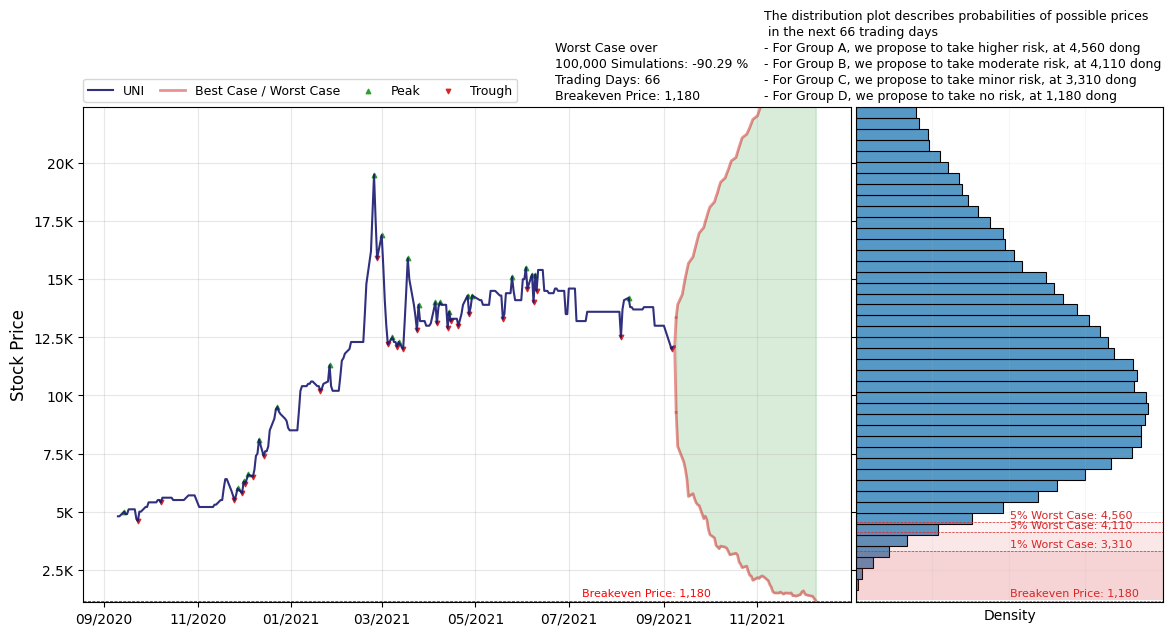 The distribution plot describes probabilities of possible prices
in the next 66 trading days
- For Group A, we propose to take higher risk, at 4,560 dong
- For Group B, we propose to take moderate risk, at 4,110 dong
- For Group C, we propose to take minor risk, at 3,310 dong
- For Group D, we propose to take no risk, at 1,180 dong
Worst Case over
100,000 Simulations: -90.29 %
Trading Days: 66
Breakeven Price: 1,180
UNI
Best Case / Worst Case
Peak
Trough
Stock Price
20K
17.5K
15K
12.5K
10K
7.5K
5K
2.5K
Breakeven Price: 1,180
09/2020
11/2020
01/2021
03/2021
05/2021
07/2021
09/2021
11/2021
5% Worst Case: 4,560
3% Worst Case: 4,110
1% Worst Case: 3,310
Breakeven Price: 1,180
Density